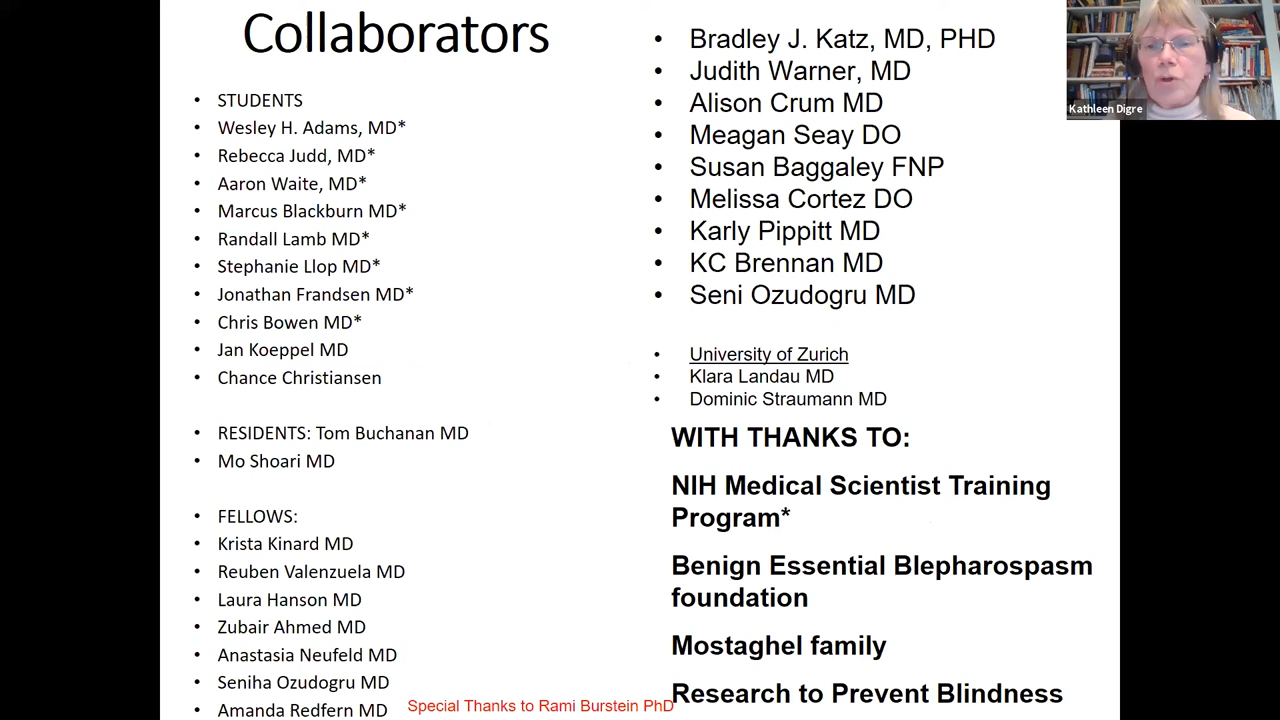 Collaborators
• STUDENTS
• Wesley H. Adams, MD*
• Rebecca Judd, MD*
• Aaron Waite, MD*
• Marcus Blackburn MD*
• Randall Lamb MD*
• Stephanie Llop MD*
• Jonathan Frandsen MD*
• Chris Bowen MD*
• Jan Koeppel MD
• Chance Christiansen
• RESIDENTS: Tom Buchanan MD
• Mo Shoari MD
• FELLOWS:
• Krista Kinard MD
• Reuben Valenzuela MD
• Laura Hanson MD
• Zubair Ahmed MD
• Anastasia Neufeld MD
• Seniha Ozudogru MD
• Amanda Redfern MD
• Bradley J. Katz, MD, PHD
• Judith Warner, MD
• Alison Crum MD
• Meagan Seay DO
• Susan Baggaley FNP
• Melissa Cortez DO
• Karly Pippitt MD
• KC Brennan MD
• Seni Ozudogru MD
• University of Zurich
• Klara Landau MD
• Dominic Straumann MD
WITH THANKS TO:
NIH Medical Scientist Training
Program*
Benign Essential Blepharospasm
foundation
Mostaghel family
Research to Prevent Blindness
Special Thanks to Rami Burstein PhD
Kathleen Digre